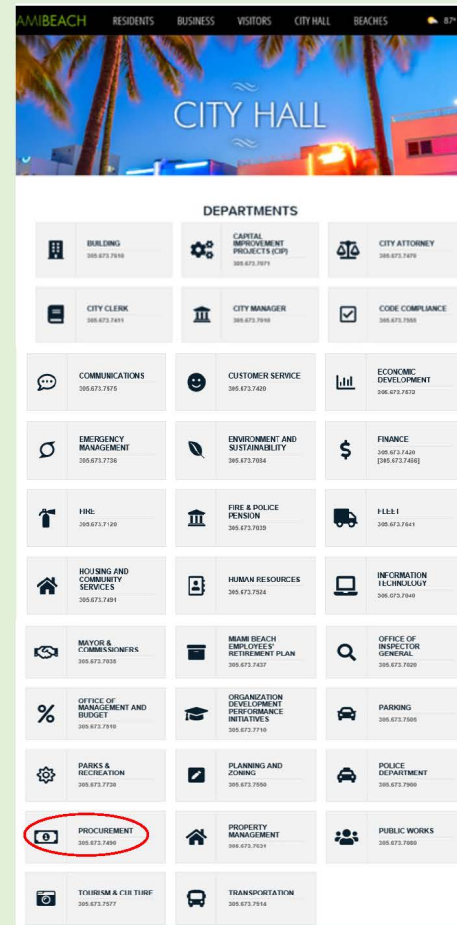 AMIBEACH RESIDENTS BUSINESS VISITORS CITY HALL BEACHES 87°
CITY HALL
DEPARTMENTS
BUILDING
305.673.7610
CAPITAL
IMPROVEMENT
PROJECTS (CIP)
305.673.7071
CITY ATTORNEY
305.673.7470
CITY CLERK
305.673.7411
CITY MANAGER
305.673.7010
CODE COMPLIANCE
305.673.7555
COMMUNICATIONS
305.673.7575
CUSTOMER SERVICE
305.673.7420
ECONOMIC
DEVELOPMENT
305.673.7572
EMERGENCY
MANAGEMENT
305.673.7736
ENVIRONMENT AND
SUSTAINABILITY
305.673.7084
FINANCE
305.673.7420
[305.673.7466]
FIRE
305.673.7120
FIRE & POLICE
PENSION
305.673.7039
FLEET
305.673.7641
HOUSING AND
COMMUNITY
SERVICES
305.673.7491
HUMAN RESOURCES
305.673.7524
INFORMATION
TECHNOLOGY
305.673.7040
MAYOR &
COMMISSIONERS
305.673.7035
MIAMI BEACH
EMPLOYEES'
RETIREMENT PLAN
305.673.7437
OFFICE OF
INSPECTOR
GENERAL
305.673.7020
OFFICE OF
MANAGEMENT AND
BUDGET
305.673.7510
ORGANIZATION
DEVELOPMENT
PERFORMANCE
INITIATIVES
305.673.7710
PARKING
305.673.7505
PARKS &
RECREATION
305.673.7730
PLANNING AND
ZONING
305.673.7550
POLICE
DEPARTMENT
305.673.7900
PROCUREMENT
305.673.7490
PROPERTY
MANAGEMENT
305.673.7631
PUBLIC WORKS
305.673.7080
TOURISM & CULTURE
305.673.7577
TRANSPORTATION
305.673.7514